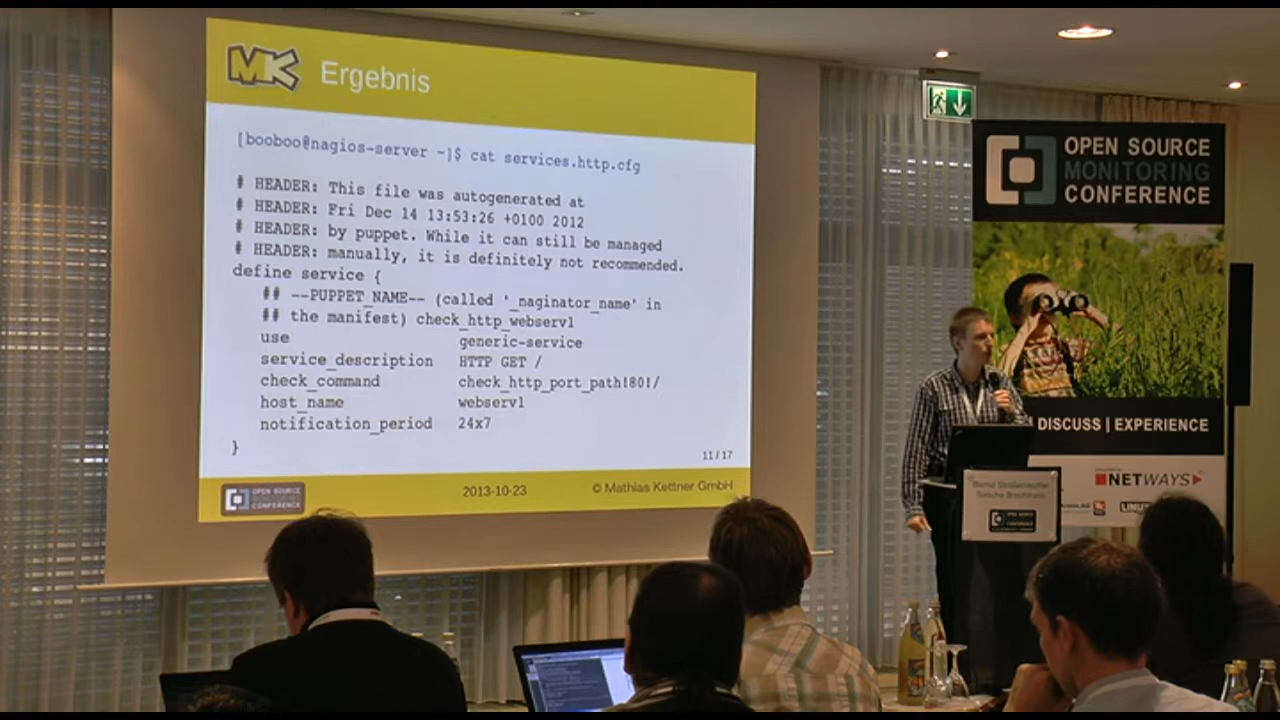 MK
Ergebnis
[booboo@nagios-server ~]$ cat services.http.cfg
# HEADER: This file was autogenerated at
# HEADER: Fri Dec 14 13:53:26 +0100 2012
# HEADER: by puppet. While it can still be managed
# HEADER: manually, it is definitely not recommended.
define service {
## --PUPPET_NAME-- (called '_naginator_name' in
## the manifest) check_http_webserv1
use generic-service
service_description HTTP GET /
check_command check_http_port_path!80!/
host_name webserv1
notification_period 24x7
}
11 / 17
OPEN SOURCE
MONITORING
CONFERENCE
2013-10-23
© Mathias Kettner GmbH
OPEN SOURCE
MONITORING
CONFERENCE
DISCUSS | EXPERIENCE
NETWAYS